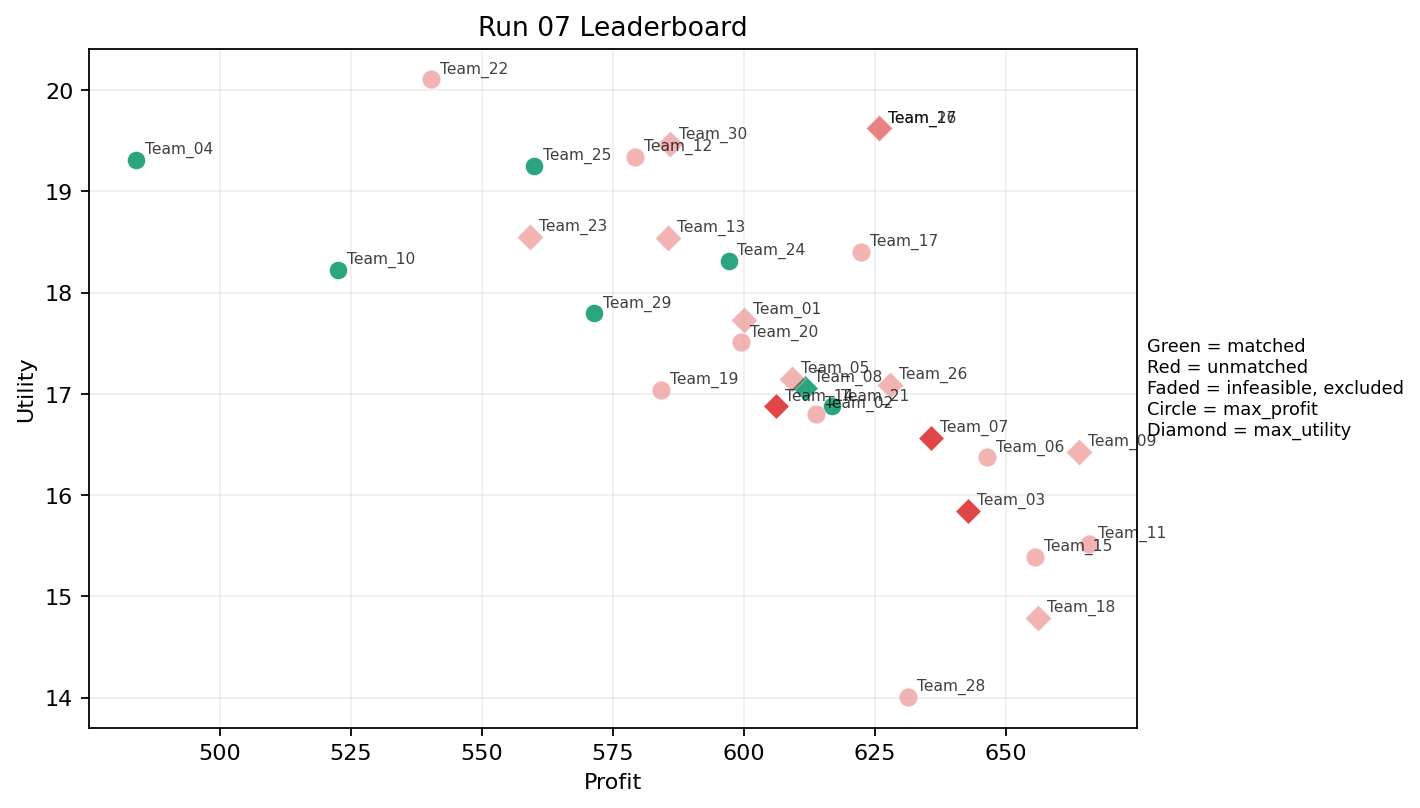 Run 07 Leaderboard
Team_22
Team_04
Team_30
Team_12
Team_25
Team_23
Team_13
Team_17
Team_24
Team_10
Team_29
Team_01
Team_20
Team_05
Team_08
Team_19
Team_26
Team_21
Team_02
Team_07
Team_06
Team_09
Team_03
Team_11
Team_15
Team_18
Team_28
20
19
18
17
16
15
14
Utility
500
525
550
575
600
625
650
Profit
Green = matched
Red = unmatched
Faded = infeasible, excluded
Circle = max_profit
Diamond = max_utility